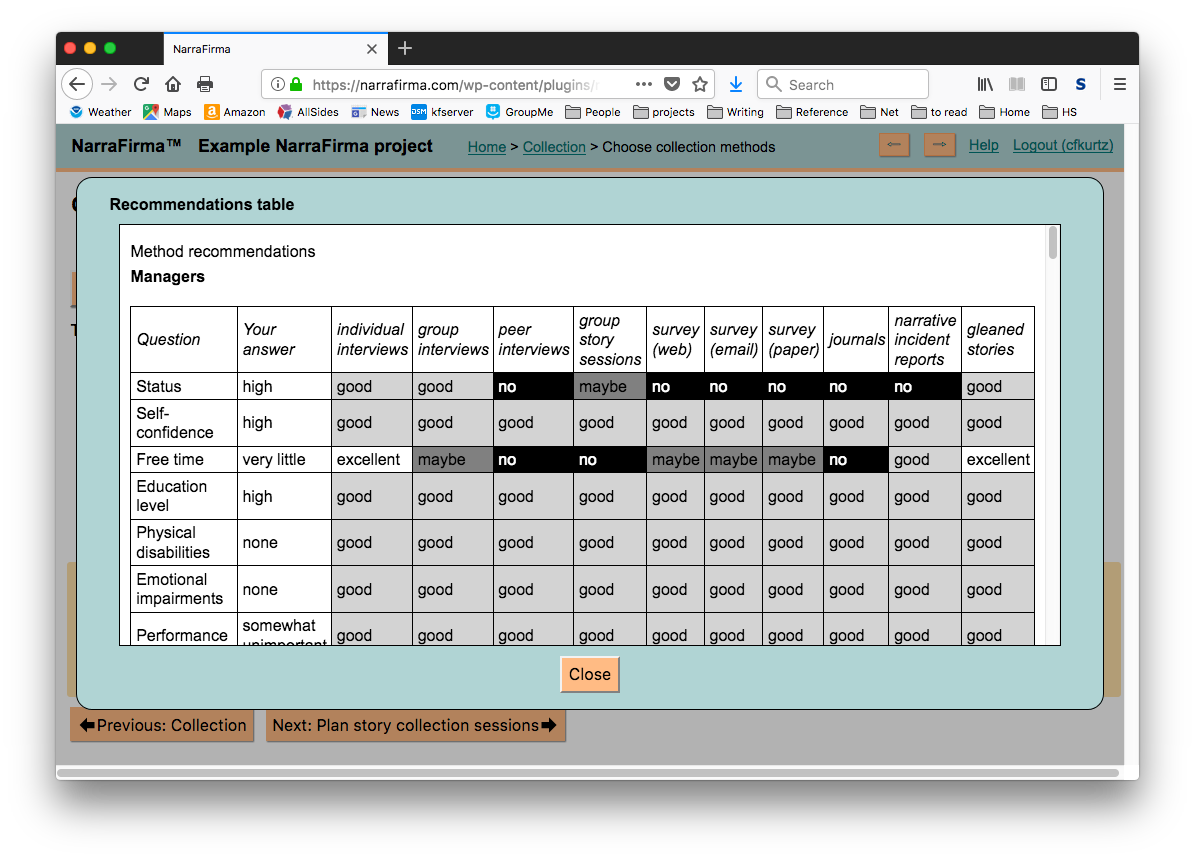 NarraFirma
https://narrafirma.com/wp-content/plugins/
Search
Weather Maps Amazon AllSides News kfserver GroupMe People projects Writing Reference Net to read Home HS
NarraFirma™ Example NarraFirma project Home > Collection > Choose collection methods Help Logout (cfkurtz)
Recommendations table
Method recommendations
Managers
Question Your answer individual interviews group interviews peer interviews group story sessions survey (web) survey (email) survey (paper) journals narrative incident reports gleaned stories
Status high good good no maybe no no no no no good
Self-confidence high good good good good good good good good good good
Free time very little excellent maybe no no maybe maybe maybe no good excellent
Education level high good good good good good good good good good good
Physical disabilities none good good good good good good good good good good
Emotional impairments none good good good good good good good good good good
Performance somewhat unimportant good good good good good good good good good good
Close
Previous: Collection Next: Plan story collection sessions